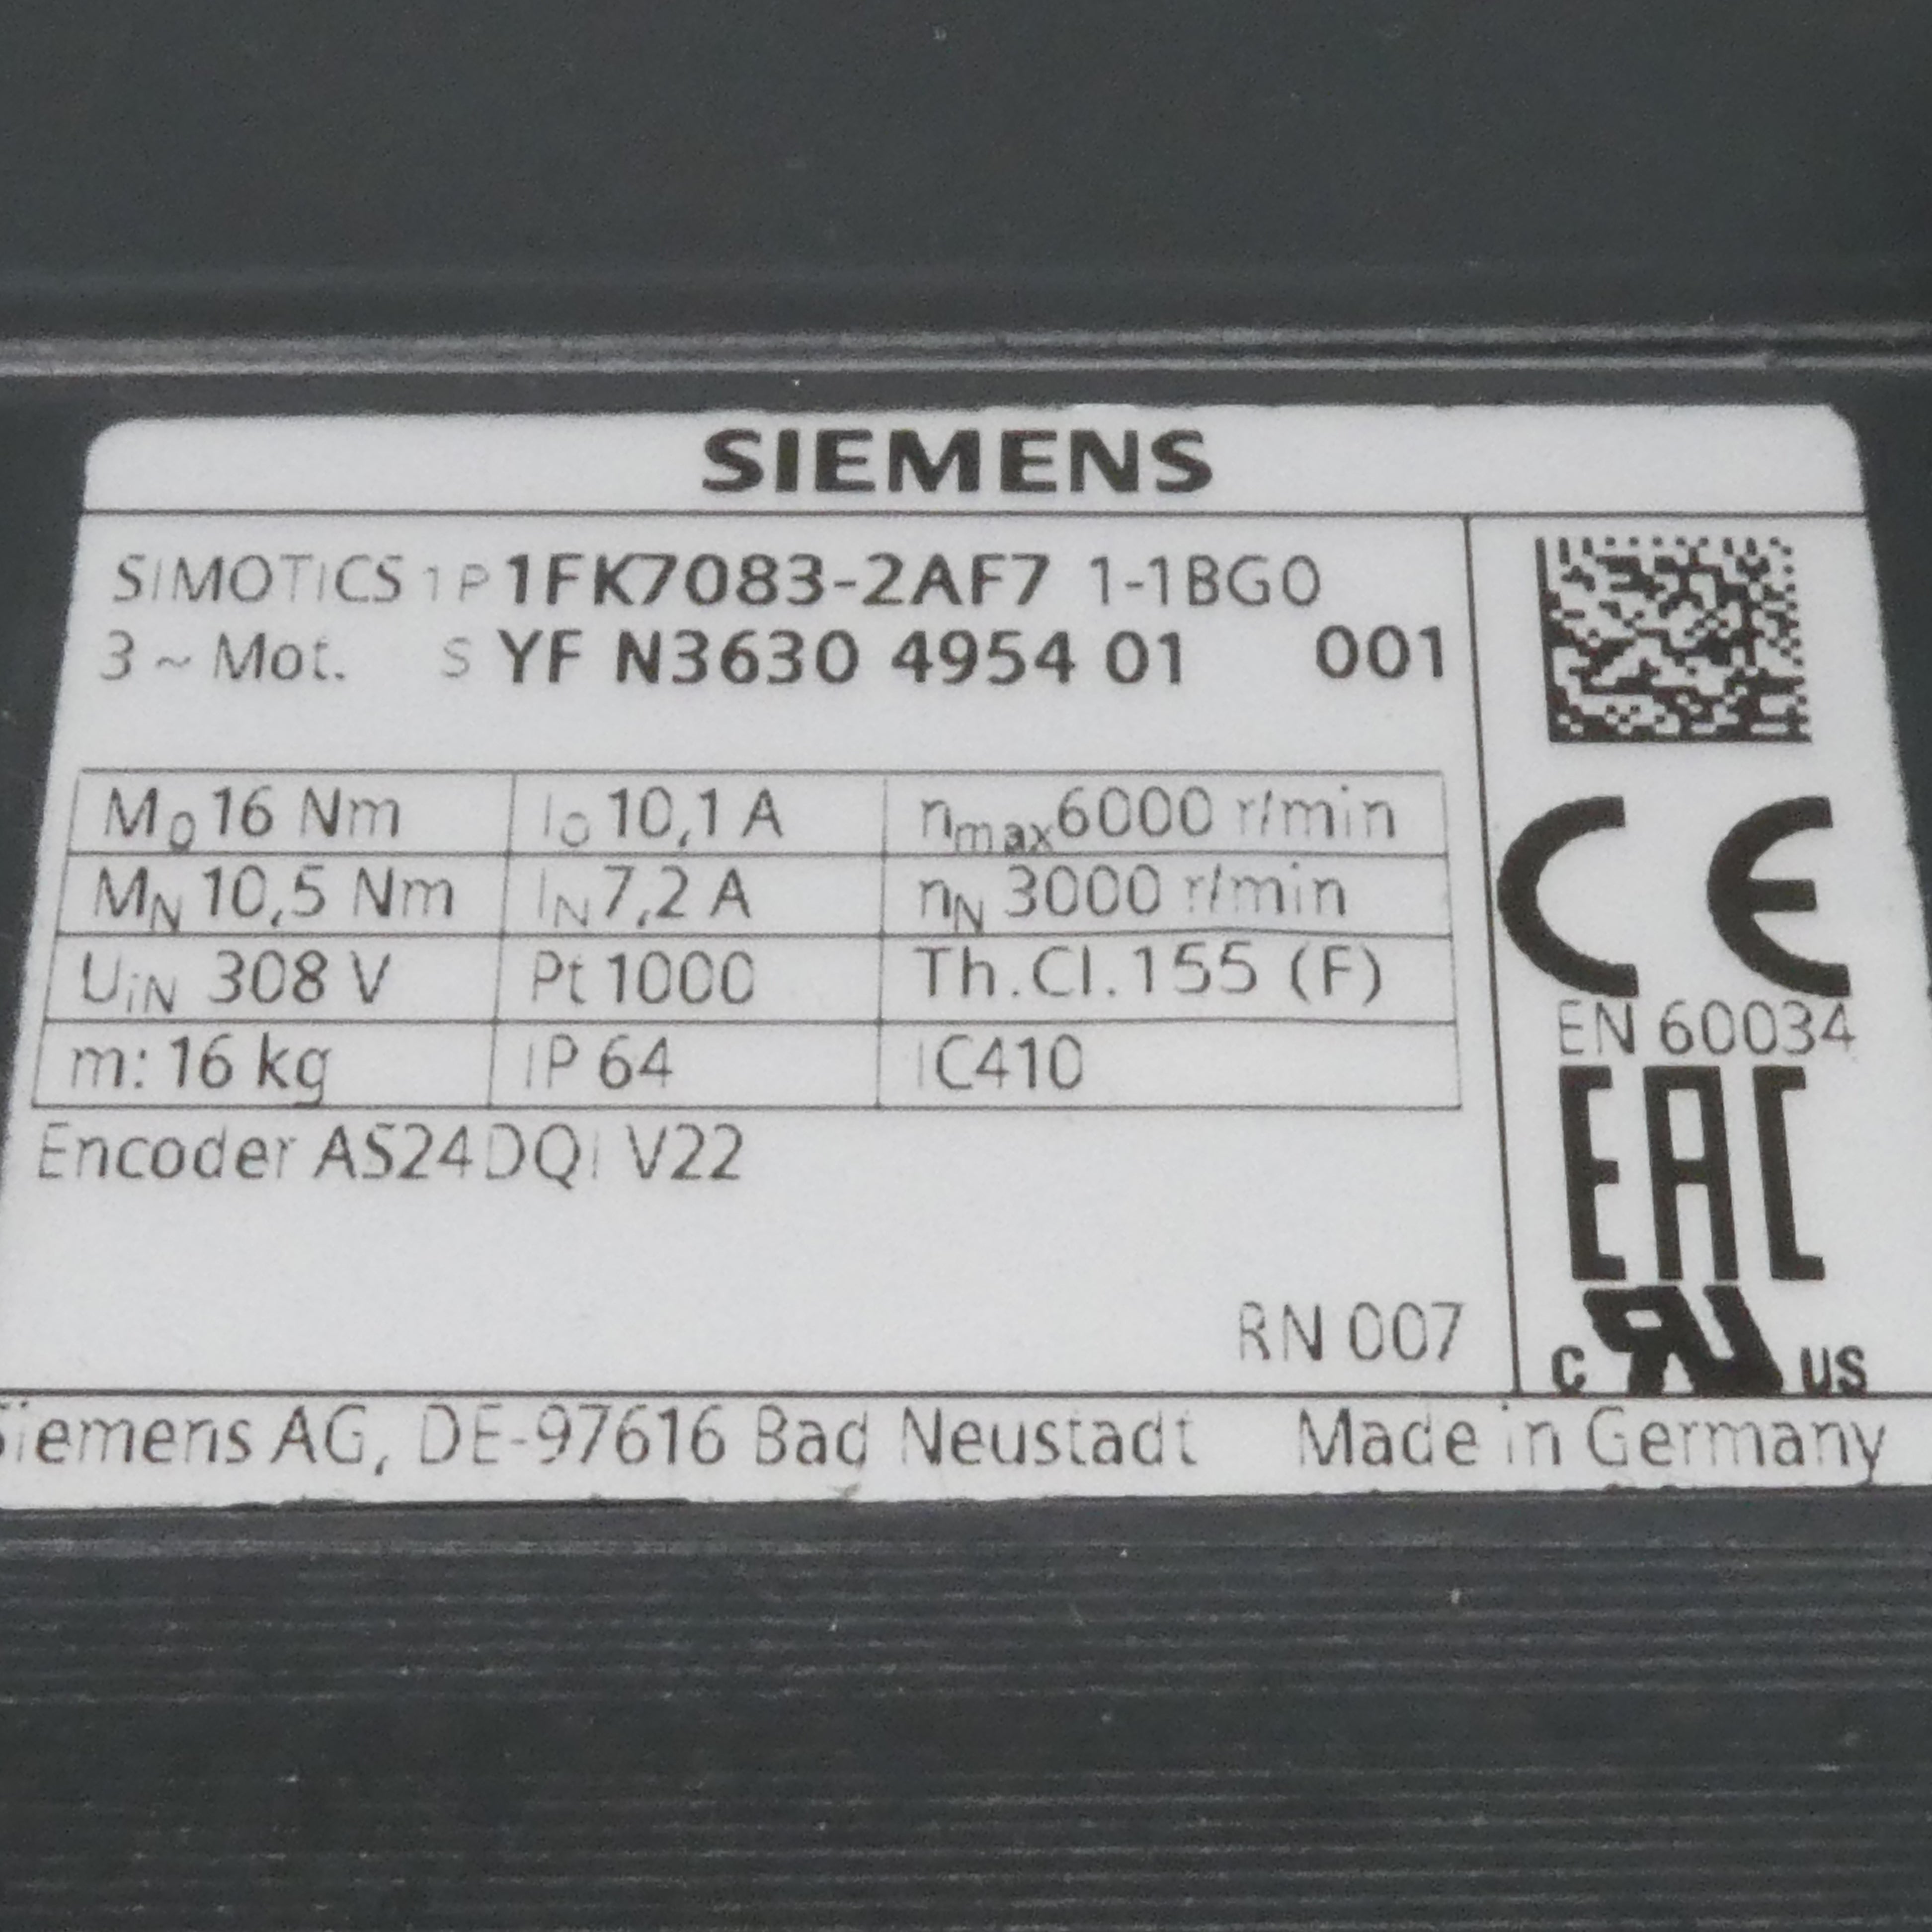 SIEMENS
SIMOTICS 1P 1FK7083-2AF7 1-1BG0
3 ~ Mot. S YF N3630 4954 01 001
M0 16 Nm I0 10,1 A nmax 6000 r/min
MN 10,5 Nm IN 7,2 A nN 3000 r/min
UiN 308 V Pt 1000 Th.Cl.155 (F)
m: 16 kg IP 64 IC410
Encoder AS24DQI V22
CE
EN 60034
EAC
RN 007
c RU us
Siemens AG, DE-97616 Bad Neustadt Made in Germany